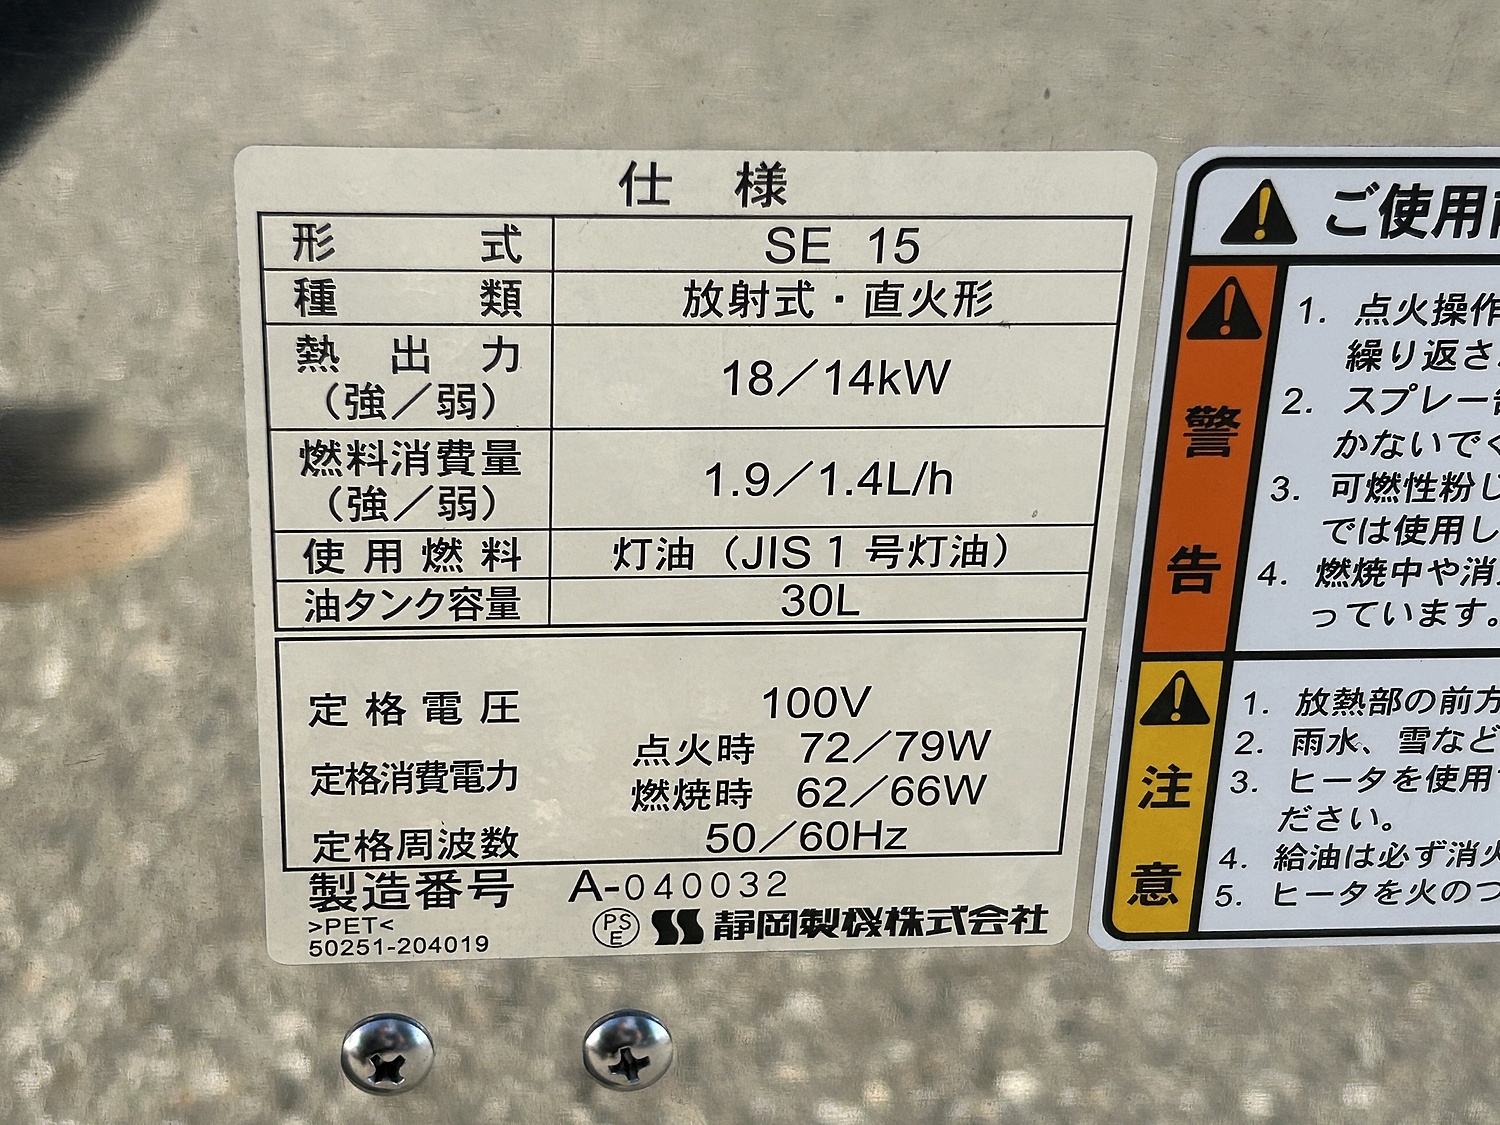 仕様
形式 SE 15
種類 放射式・直火形
熱出力
(強／弱) 18／14kW
燃料消費量
(強／弱) 1.9／1.4L/h
使用燃料 灯油（JIS 1 号灯油）
油タンク容量 30L
定格電圧 100V
定格消費電力 点火時 72／79W
燃焼時 62／66W
定格周波数 50／60Hz
製造番号 A-040032
>PET<
50251-204019
PSE 静岡製機株式会社
ご使用前
警告
1. 点火操作
繰り返さ
2. スプレー缶
かないでく
3. 可燃性粉じ
では使用し
4. 燃焼中や消
っています。
注意
1. 放熱部の前方
2. 雨水、雪など
3. ヒータを使用
ださい。
4. 給油は必ず消火
5. ヒータを火のつ